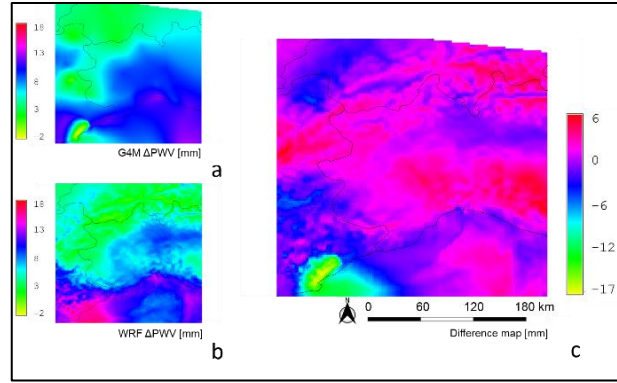 18
13
8
3
-2
G4M ΔPWV [mm]
a
18
13
8
3
-2
WRF ΔPWV [mm]
b
6
0
-6
-12
-17
N
0 60 120 180 km
Difference map [mm]
c